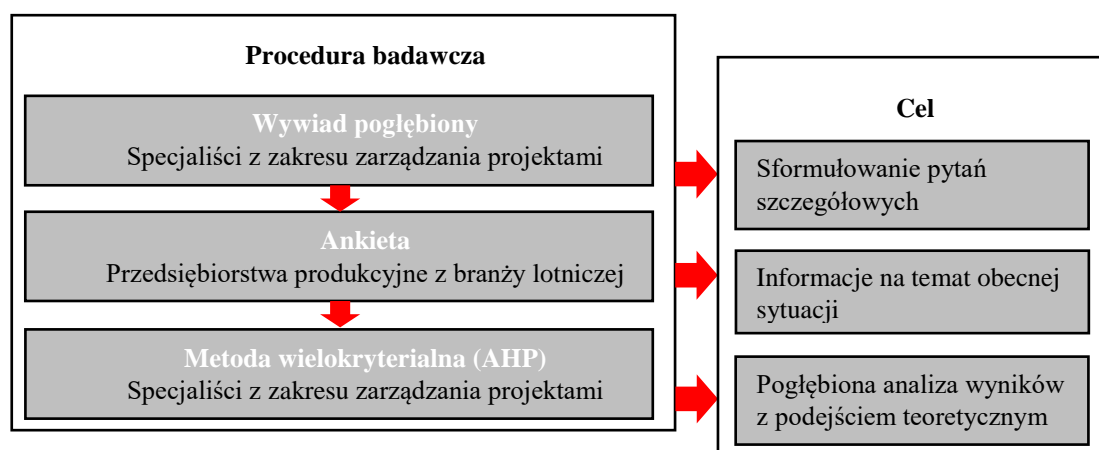 Procedura badawcza
Wywiad pogłębiony
Specjaliści z zakresu zarządzania projektami
Ankieta
Przedsiębiorstwa produkcyjne z branży lotniczej
Metoda wielokryterialna (AHP)
Specjaliści z zakresu zarządzania projektami
Cel
Sformułowanie pytań
szczegółowych
Informacje na temat obecnej
sytuacji
Pogłębiona analiza wyników
z podejściem teoretycznym